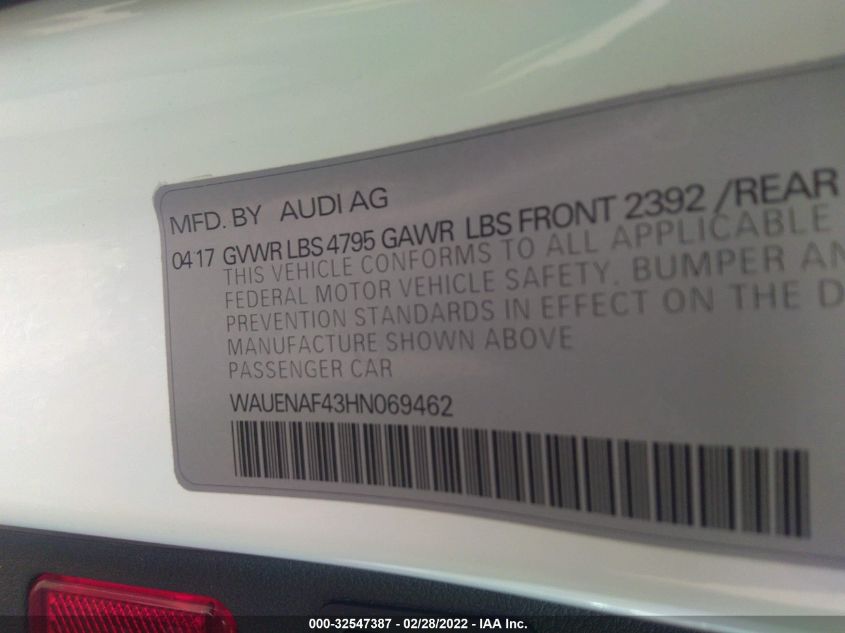 MFD. BY AUDI AG
0417 GVWR LBS 4795 GAWR LBS FRONT 2392 /REAR
THIS VEHICLE CONFORMS TO ALL APPLICABLE
FEDERAL MOTOR VEHICLE SAFETY, BUMPER AN
PREVENTION STANDARDS IN EFFECT ON THE D
MANUFACTURE SHOWN ABOVE
PASSENGER CAR
WAUENAF43HN069462
000-32547387 - 02/28/2022 - IAA Inc.